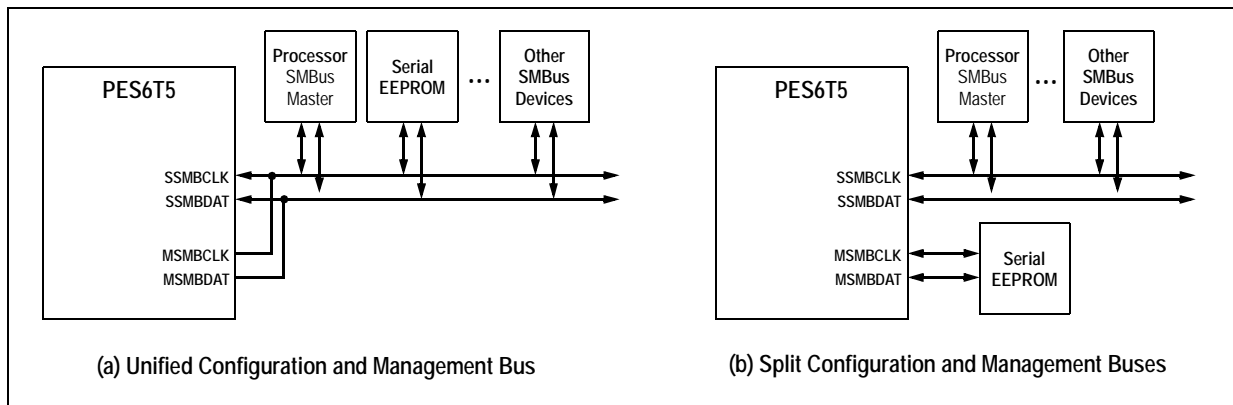 PES6T5
Processor
SMBus
Master
Serial
EEPROM
...
Other
SMBus
Devices
SSMBCLK
SSMBDAT
MSMBCLK
MSMBDAT
(a) Unified Configuration and Management Bus
PES6T5
Processor
SMBus
Master
...
Other
SMBus
Devices
SSMBCLK
SSMBDAT
MSMBCLK
MSMBDAT
Serial
EEPROM
(b) Split Configuration and Management Buses